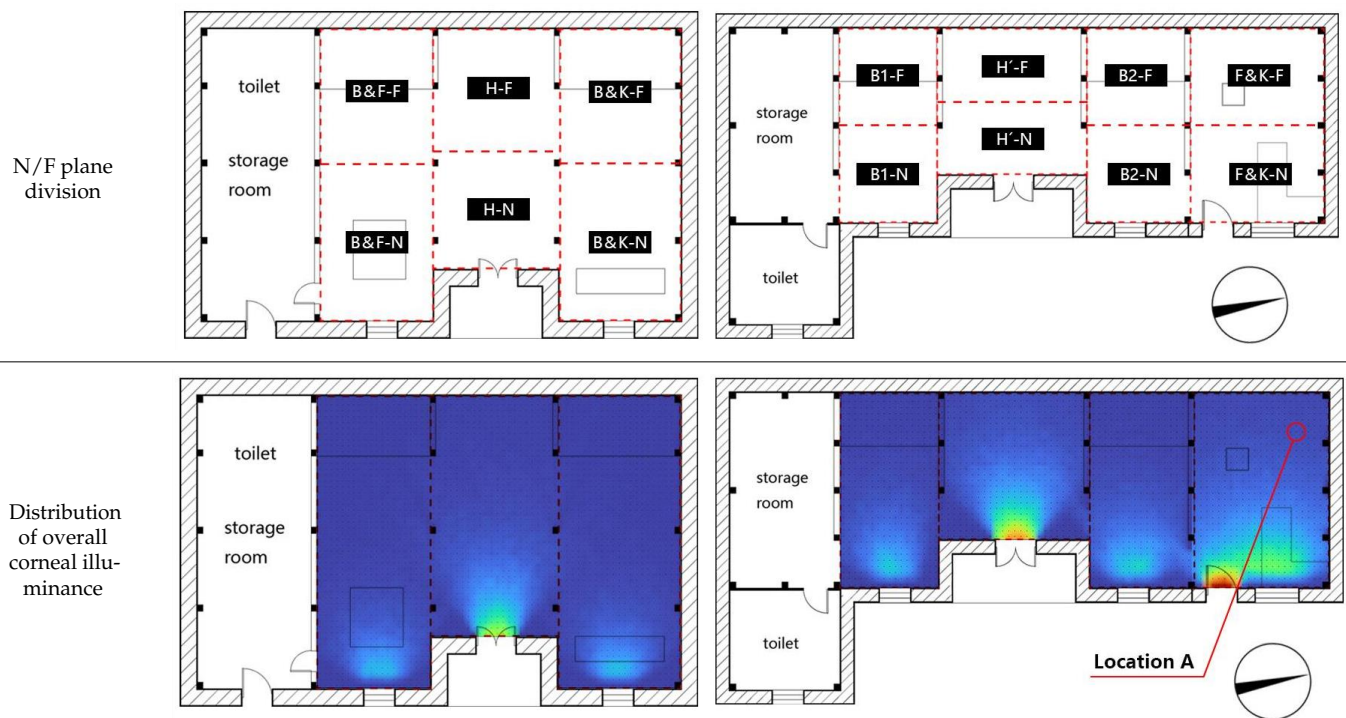 N/F plane
division
toilet
storage
room
B&F-F
H-F
B&K-F
B&F-N
H-N
B&K-N
storage
room
toilet
B1-F
H´-F
B2-F
F&K-F
B1-N
H´-N
B2-N
F&K-N
Distribution
of overall
corneal illu-
minance
toilet
storage
room
storage
room
toilet
Location A